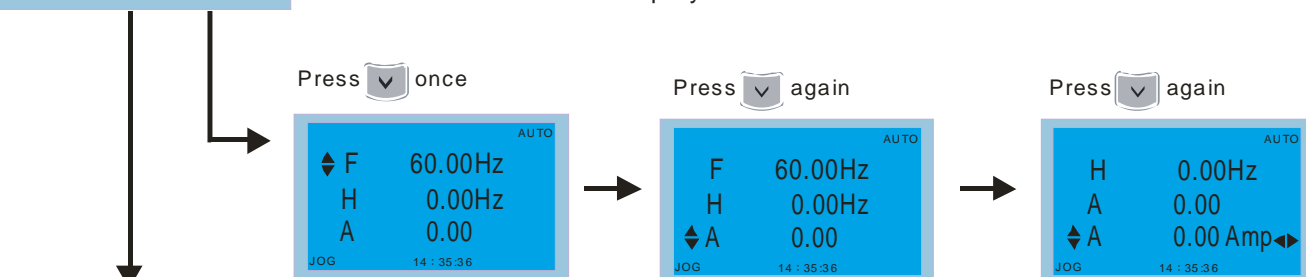 Press once
AUTO
F 60.00Hz
H 0.00Hz
A 0.00
JOG 14 : 35:36
Press again
AUTO
F 60.00Hz
H 0.00Hz
A 0.00
JOG 14 : 35:36
Press again
AUTO
H 0.00Hz
A 0.00
A 0.00 Amp
JOG 14 : 35:36